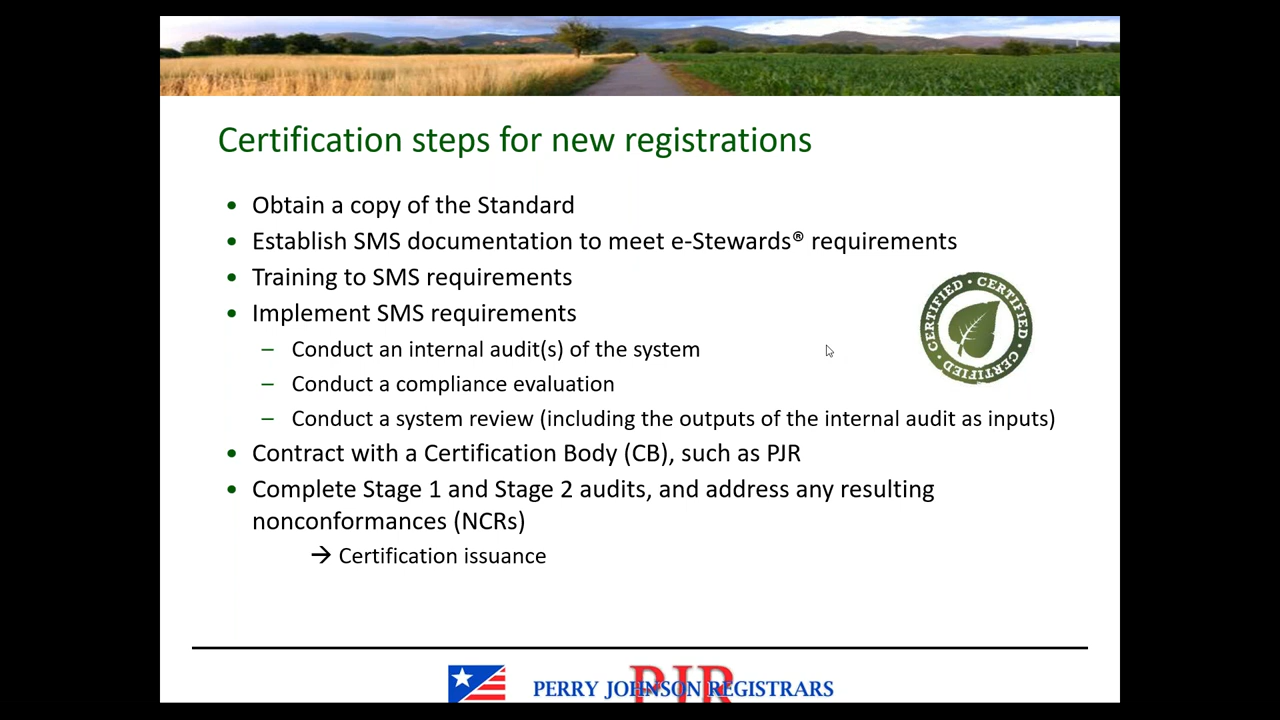 Certification steps for new registrations
• Obtain a copy of the Standard
• Establish SMS documentation to meet e-Stewards® requirements
• Training to SMS requirements
• Implement SMS requirements
– Conduct an internal audit(s) of the system
– Conduct a compliance evaluation
– Conduct a system review (including the outputs of the internal audit as inputs)
• Contract with a Certification Body (CB), such as PJR
• Complete Stage 1 and Stage 2 audits, and address any resulting
nonconformances (NCRs)
→ Certification issuance
CERTIFIED • CERTIFIED • CERTIFIED •
PJR
PERRY JOHNSON REGISTRARS